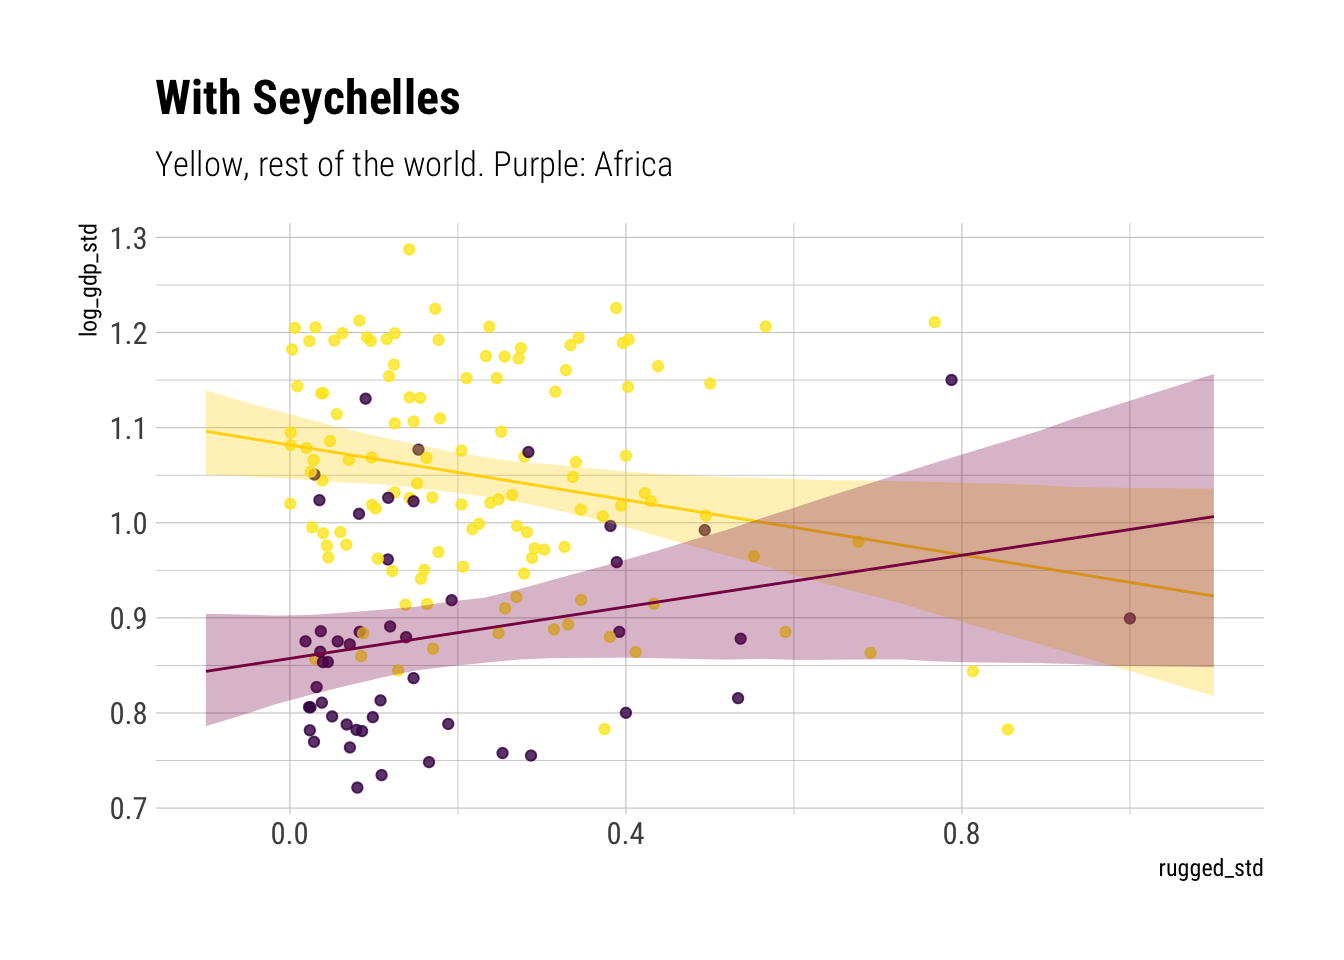 With Seychelles
Yellow, rest of the world. Purple: Africa
log_gdp_std
1.3
1.2
1.1
1.0
0.9
0.8
0.7
0.0
0.4
0.8
rugged_std